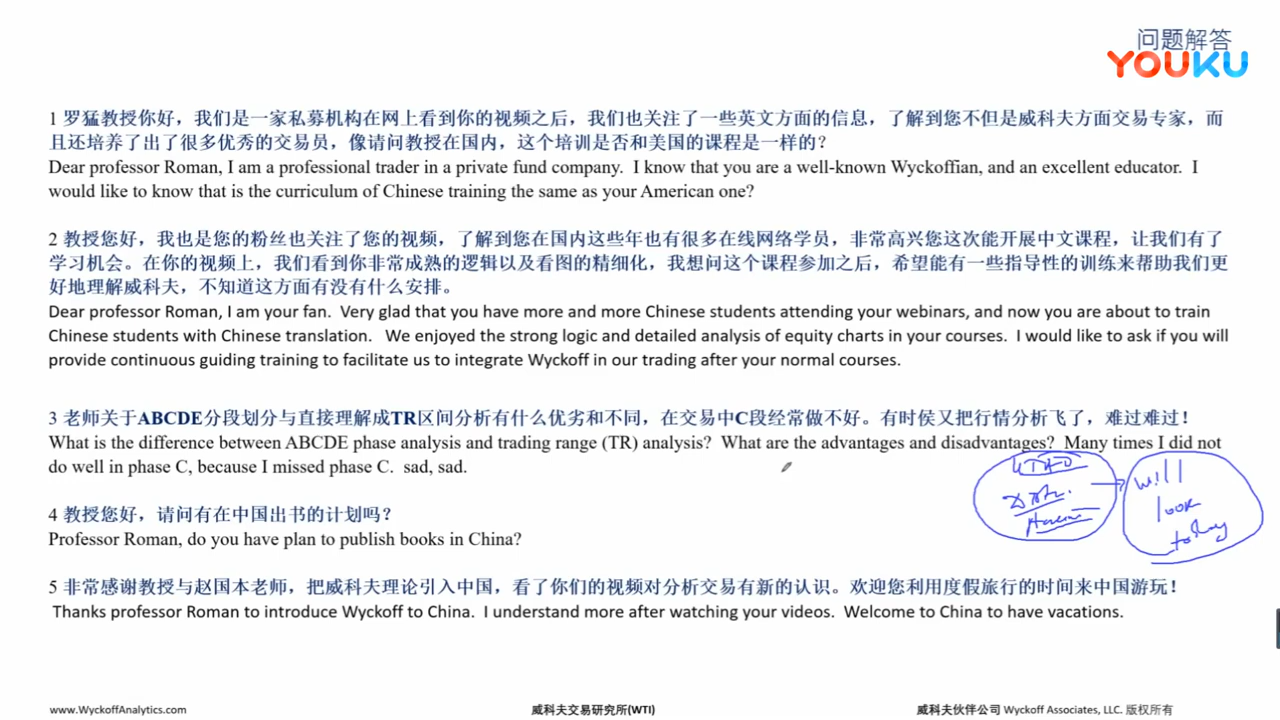 问题解答
YOUKU
1 罗猛教授你好，我们是一家私募机构在网上看到你的视频之后，我们也关注了一些英文方面的信息，了解到您不但是威科夫方面交易专家，而
且还培养了出了很多优秀的交易员，像请问教授在国内，这个培训是否和美国的课程是一样的？
Dear professor Roman, I am a professional trader in a private fund company. I know that you are a well-known Wyckoffian, and an excellent educator. I
would like to know that is the curriculum of Chinese training the same as your American one?
2 教授您好，我也是您的粉丝也关注了您的视频，了解到您在国内这些年也有很多在线网络学员，非常高兴您这次能开展中文课程，让我们有了
学习机会。在你的视频上，我们看到你非常成熟的逻辑以及看图的精细化，我想问这个课程参加之后，希望能有一些指导性的训练来帮助我们更
好地理解威科夫，不知道这方面有没有什么安排。
Dear professor Roman, I am your fan. Very glad that you have more and more Chinese students attending your webinars, and now you are about to train
Chinese students with Chinese translation. We enjoyed the strong logic and detailed analysis of equity charts in your courses. I would like to ask if you will
provide continuous guiding training to facilitate us to integrate Wyckoff in our trading after your normal courses.
3 老师关于ABCDE分段划分与直接理解成TR区间分析有什么优劣和不同，在交易中C段经常做不好。有时侯又把行情分析飞了，难过难过！
What is the difference between ABCDE phase analysis and trading range (TR) analysis? What are the advantages and disadvantages? Many times I did not
do well in phase C, because I missed phase C. sad, sad.
will
look
today
4 教授您好，请问有在中国出书的计划吗？
Professor Roman, do you have plan to publish books in China?
5 非常感谢教授与赵国本老师，把威科夫理论引入中国，看了你们的视频对分析交易有新的认识。欢迎您利用度假旅行的时间来中国游玩！
Thanks professor Roman to introduce Wyckoff to China. I understand more after watching your videos. Welcome to China to have vacations.
www.WyckoffAnalytics.com
威科夫交易研究所(WTI)
威科夫伙伴公司 Wyckoff Associates, LLC. 版权所有